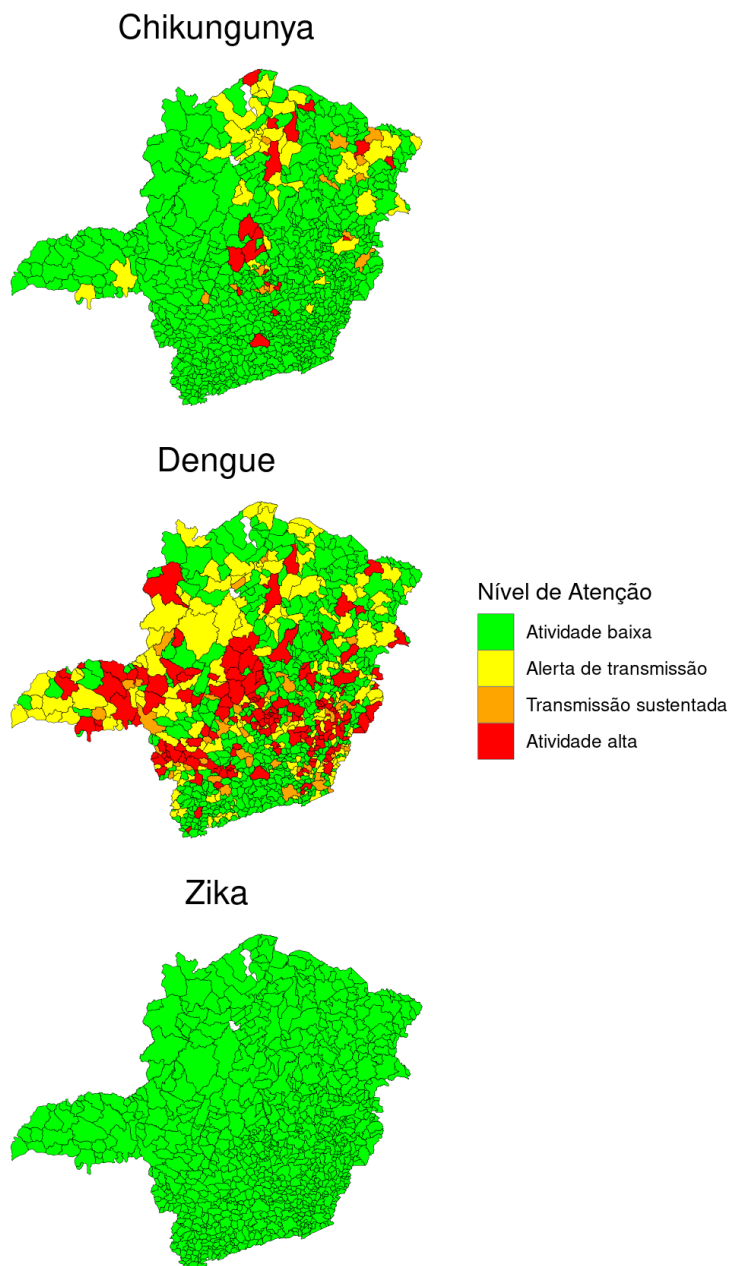 Chikungunya
Dengue
Nível de Atenção
Atividade baixa
Alerta de transmissão
Transmissão sustentada
Atividade alta
Zika